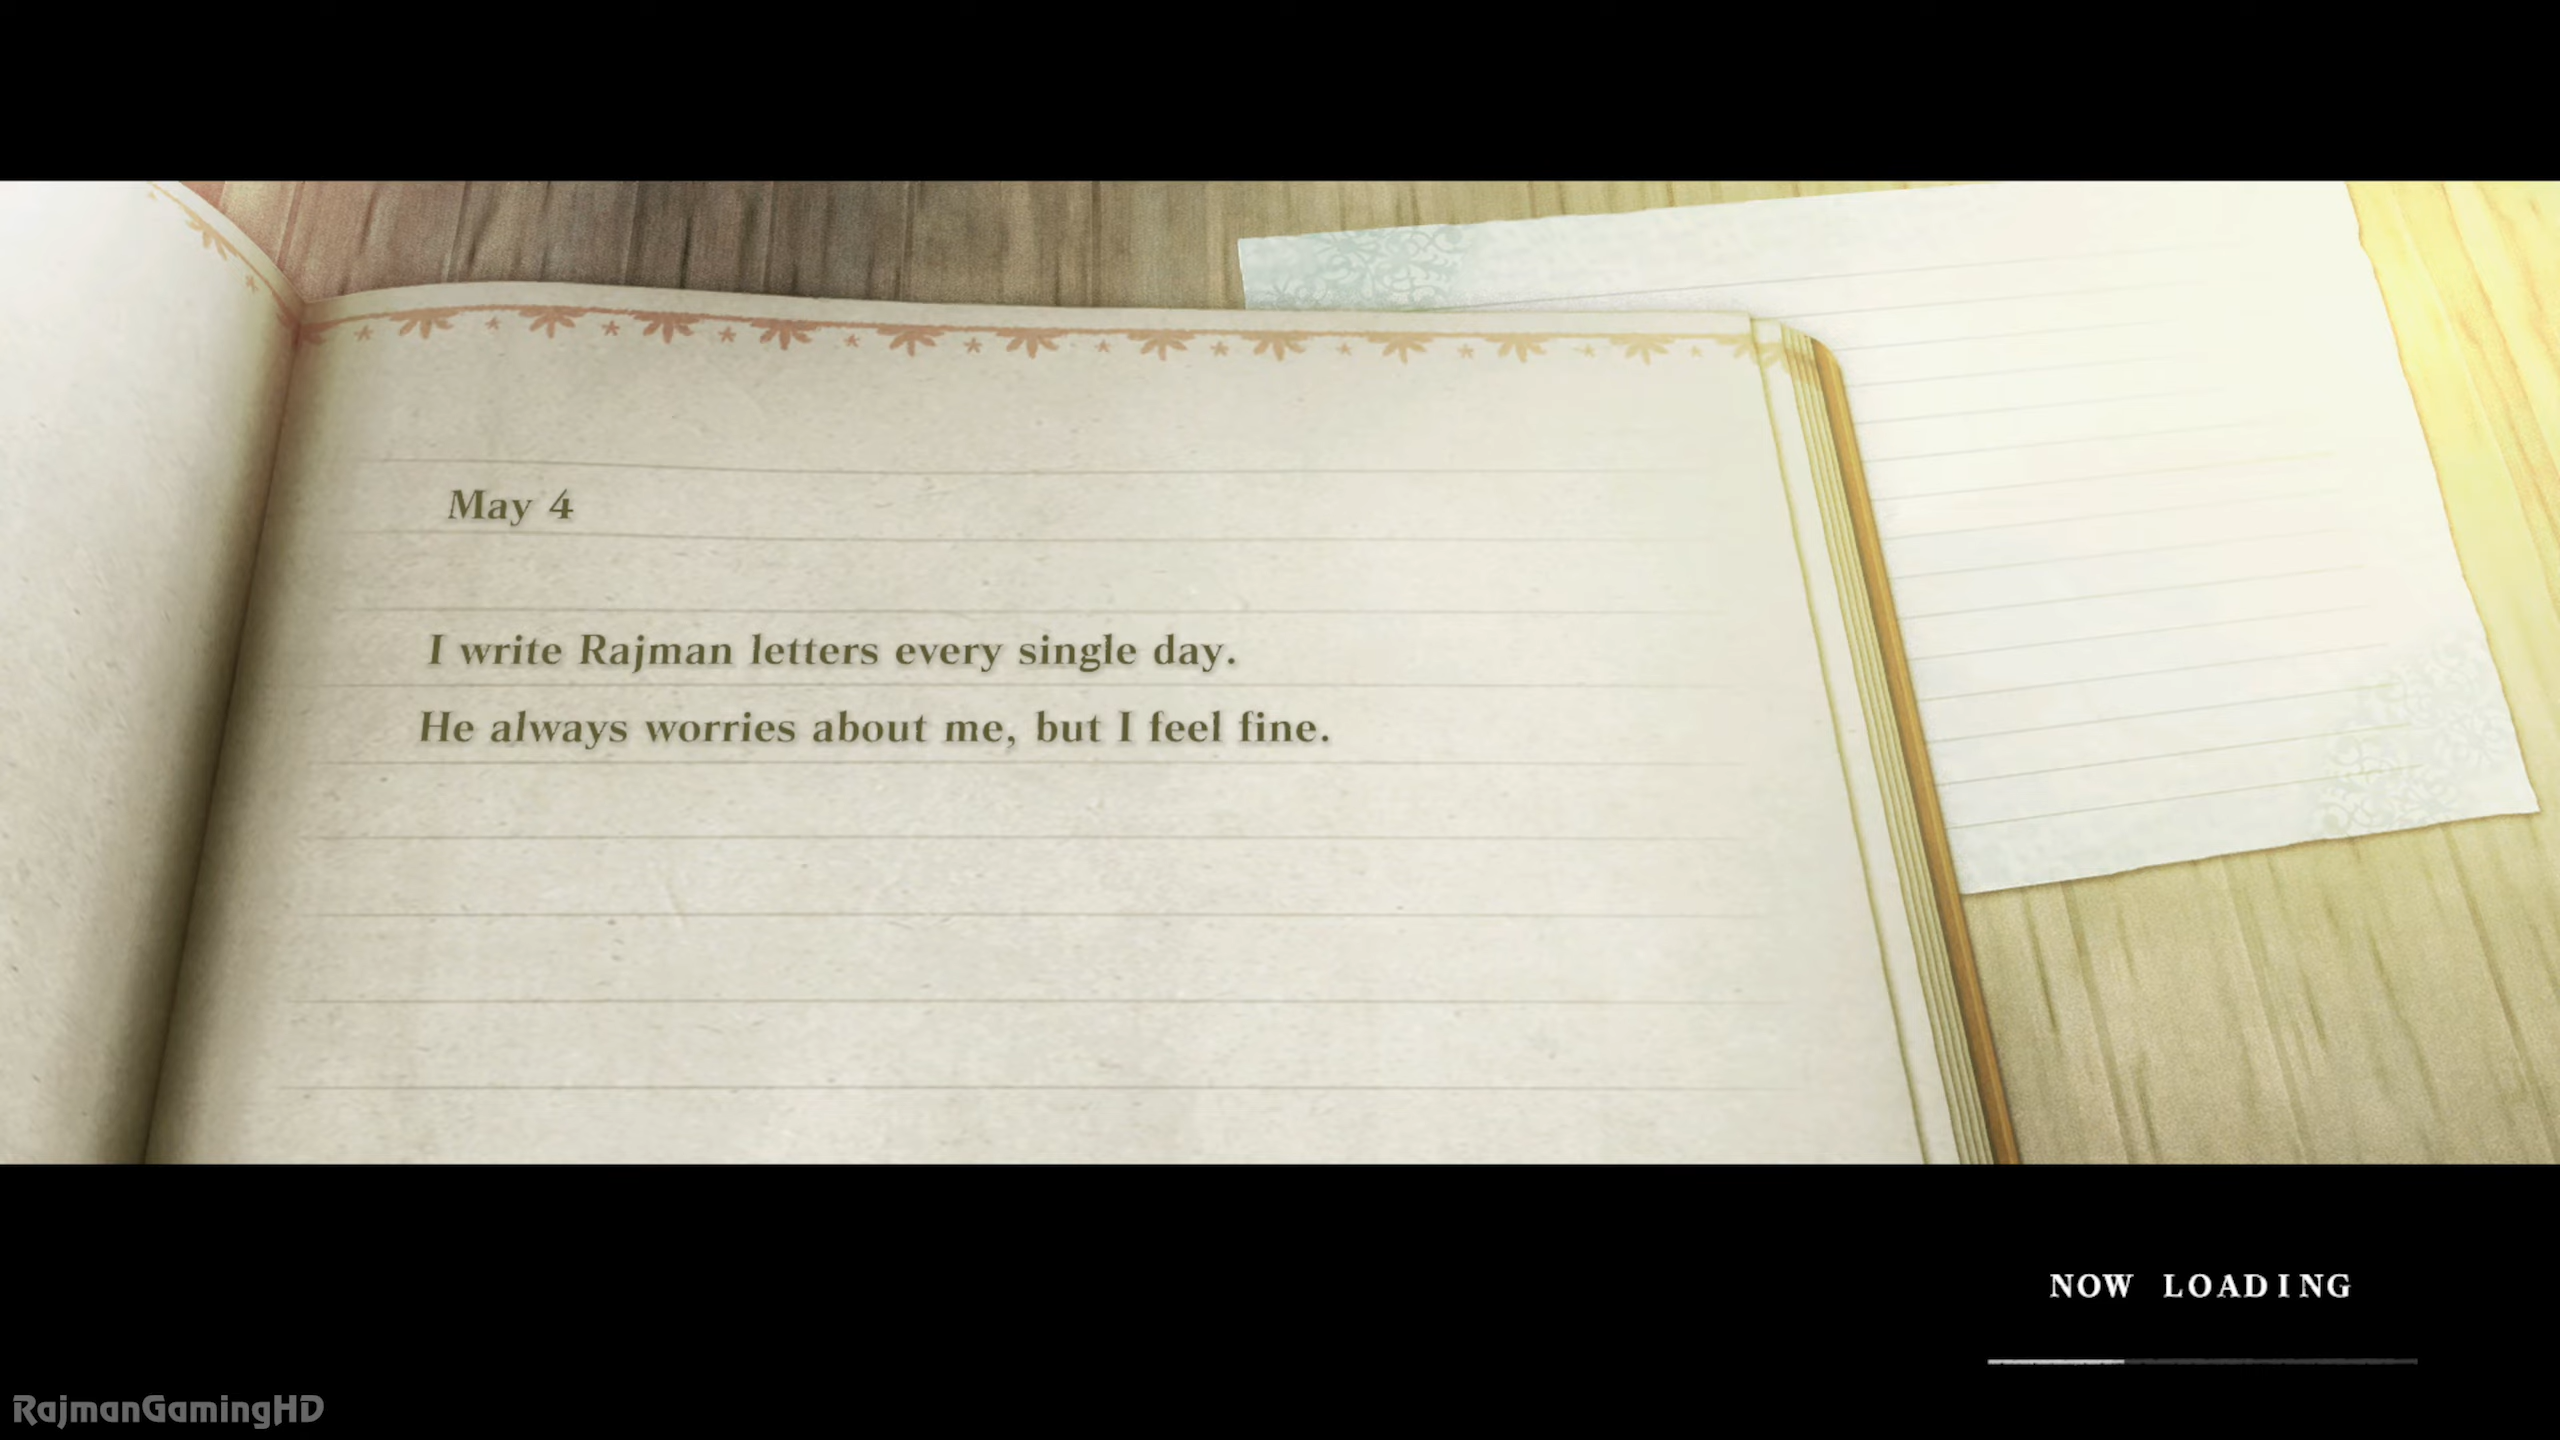 May 4
I write Rajman letters every single day.
He always worries about me, but I feel fine.
NOW LOADING
RajmanGamingHD